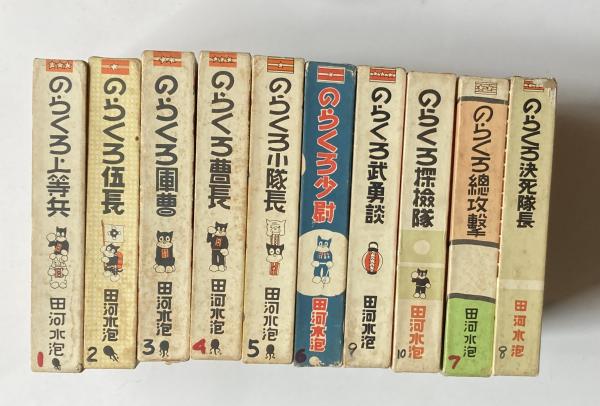 のらくろ上等兵
田河水泡
1
のらくろ伍長
田河水泡
2
のらくろ軍曹
田河水泡
3
のらくろ曹長
田河水泡
4
のらくろ小隊長
田河水泡
5
のらくろ少尉
田河水泡
6
のらくろ武勇談
田河水泡
9
のらくろ探檢隊
田河水泡
10
のらくろ總攻撃
田河水泡
7
のらくろ決死隊長
田河水泡
8